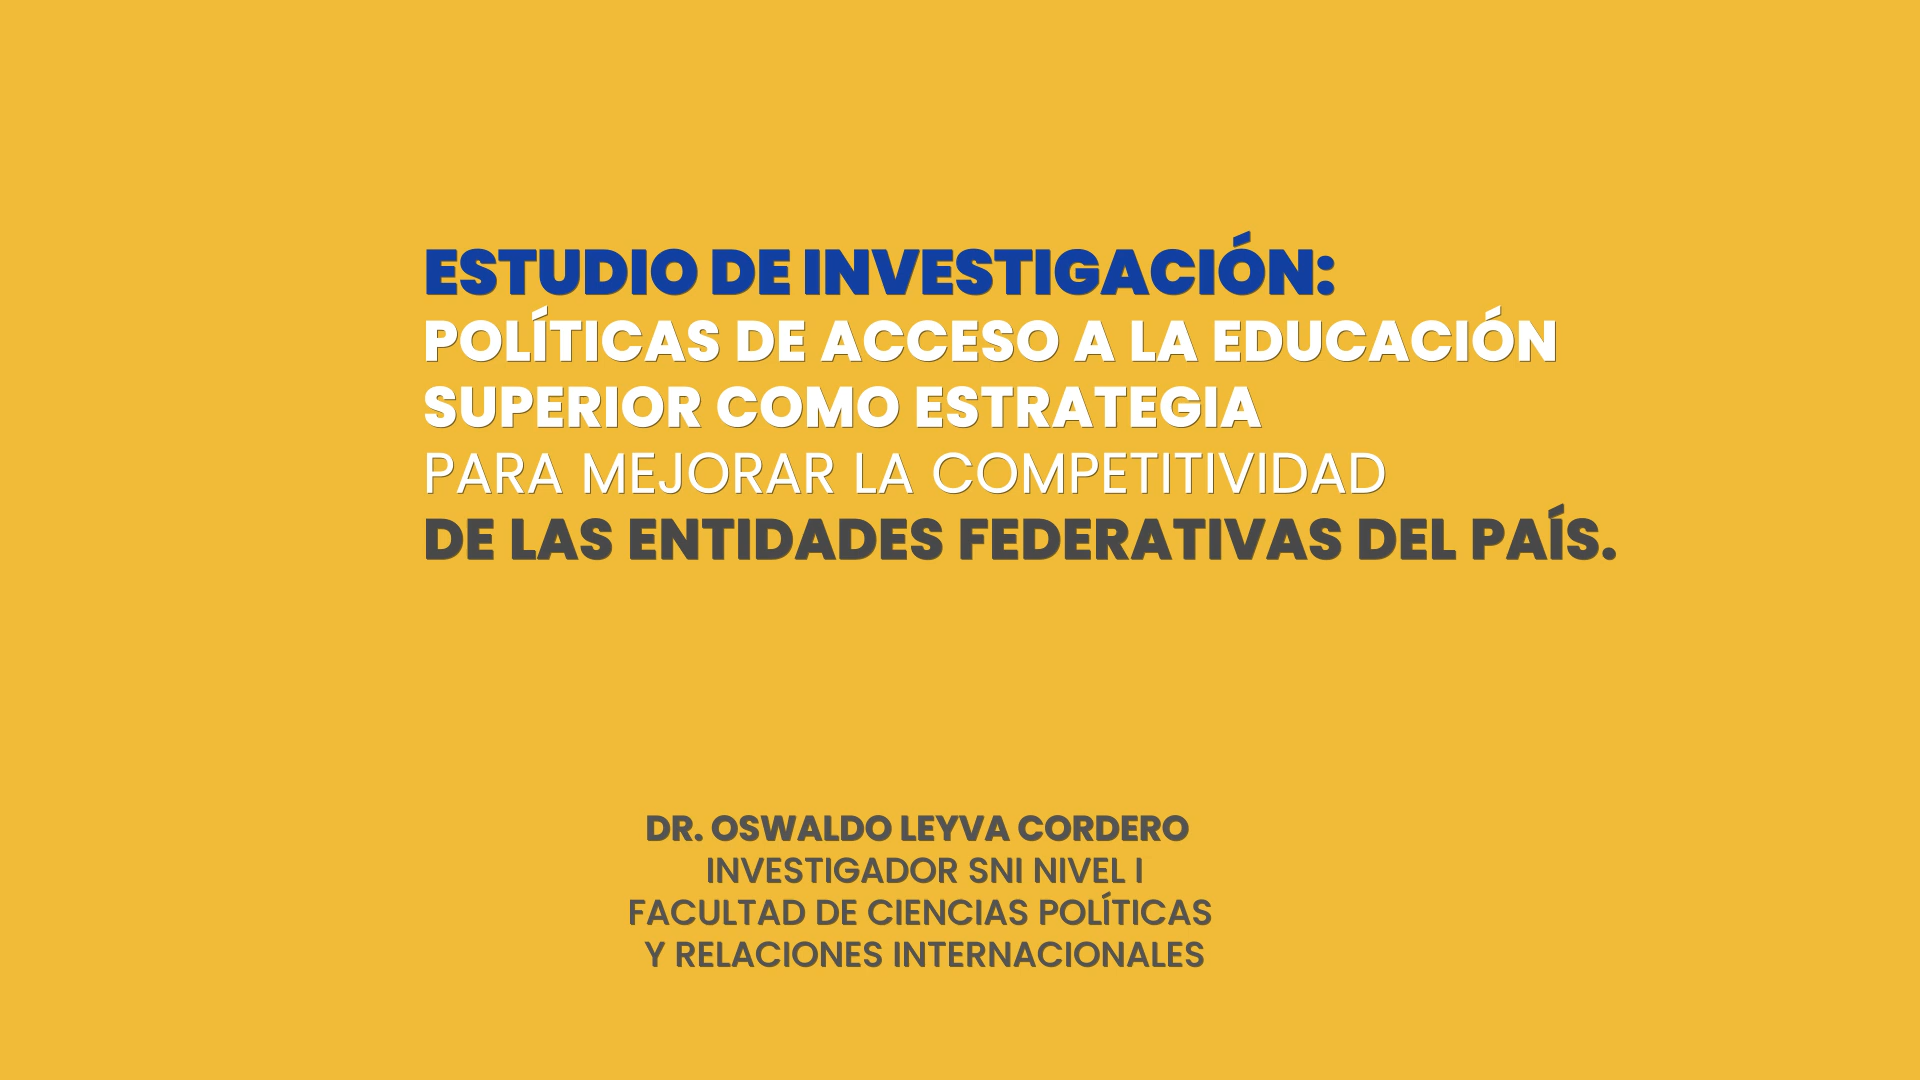 ESTUDIO DE INVESTIGACIÓN:
POLÍTICAS DE ACCESO A LA EDUCACIÓN
SUPERIOR COMO ESTRATEGIA
PARA MEJORAR LA COMPETITIVIDAD
DE LAS ENTIDADES FEDERATIVAS DEL PAÍS.
DR. OSWALDO LEYVA CORDERO
INVESTIGADOR SNI NIVEL I
FACULTAD DE CIENCIAS POLÍTICAS
Y RELACIONES INTERNACIONALES